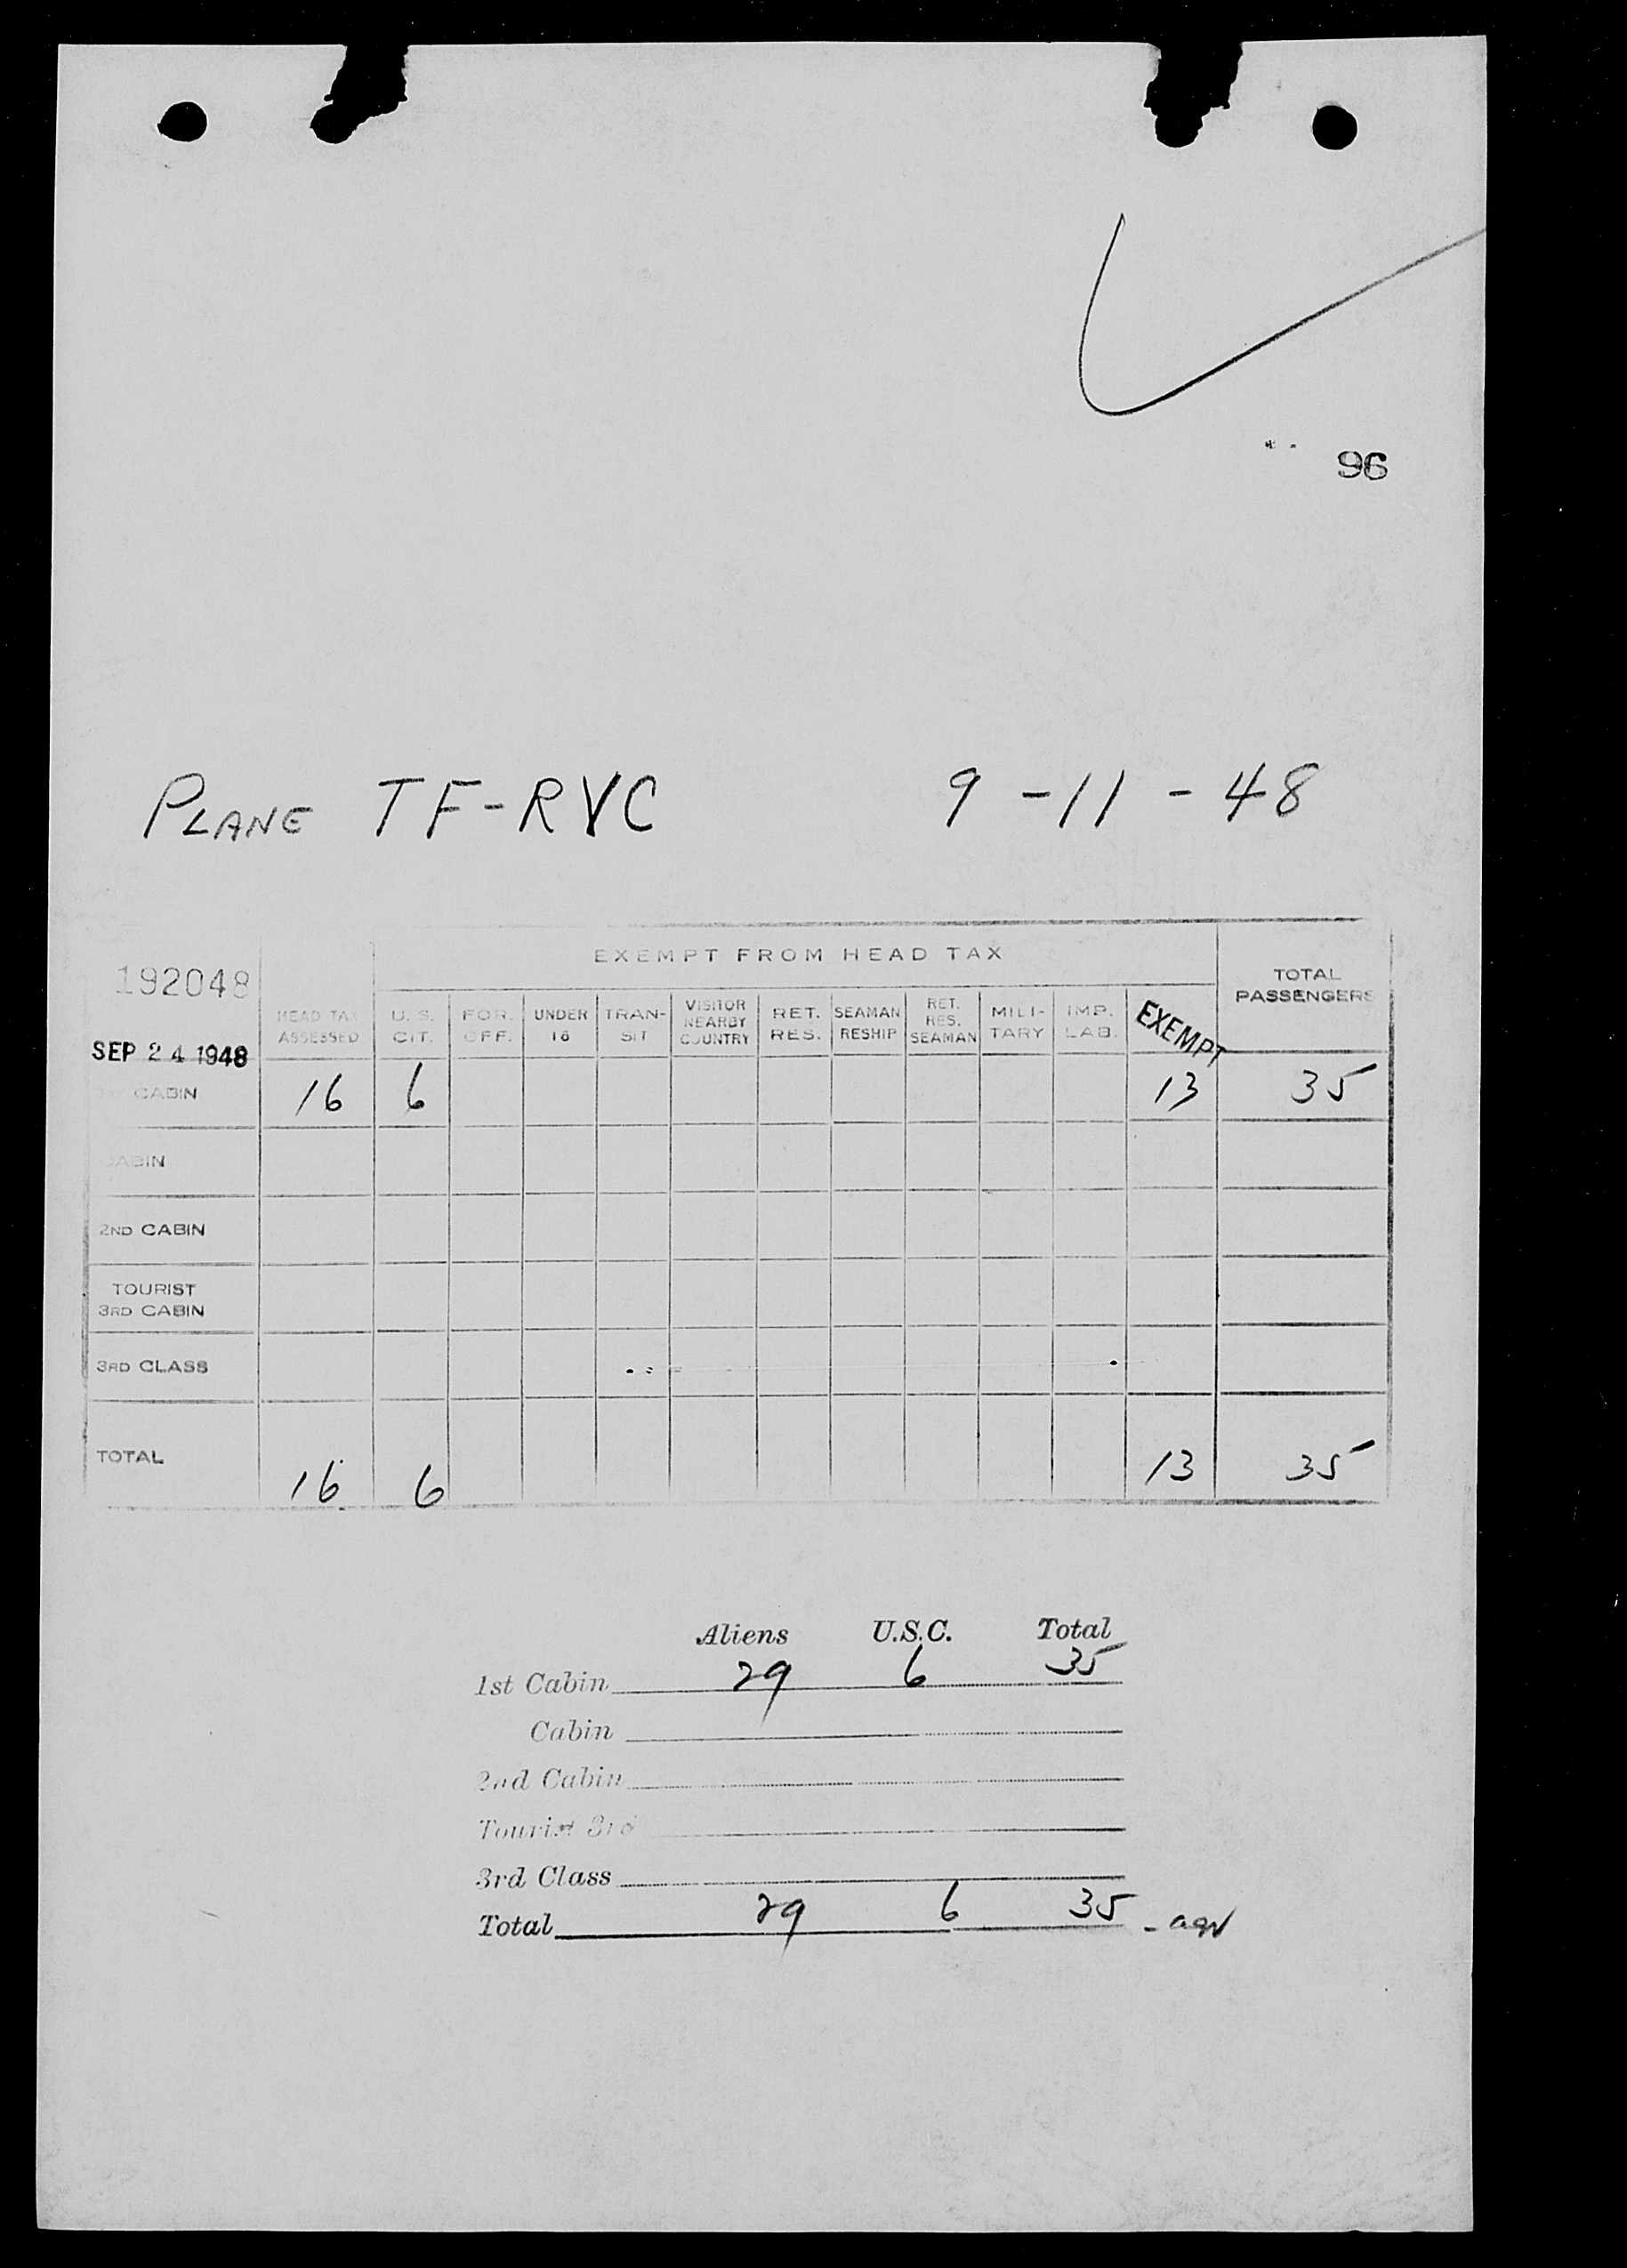 96
PLANE TF-RVC 9-11-48
EXEMPT FROM HEAD TAX
192048
TOTAL PASSENGERS
HEAD TAX ASSESSED U. S. CIT. FOR. OFF. UNDER 16 TRAN-SIT VISITOR NEARBY COUNTRY RET. RES. SEAMAN RESHIP RET. RES. SEAMAN MILI-TARY IMP. LAB. EXEMPT
SEP 24 1948
CABIN 16 6 13 35
CABIN
2ND CABIN
TOURIST
3RD CABIN
3RD CLASS
TOTAL 16 6 13 35
Aliens U.S.C. Total
1st Cabin 29 6 35
Cabin
2nd Cabin
Tourist 3rd
3rd Class
Total 29 6 35